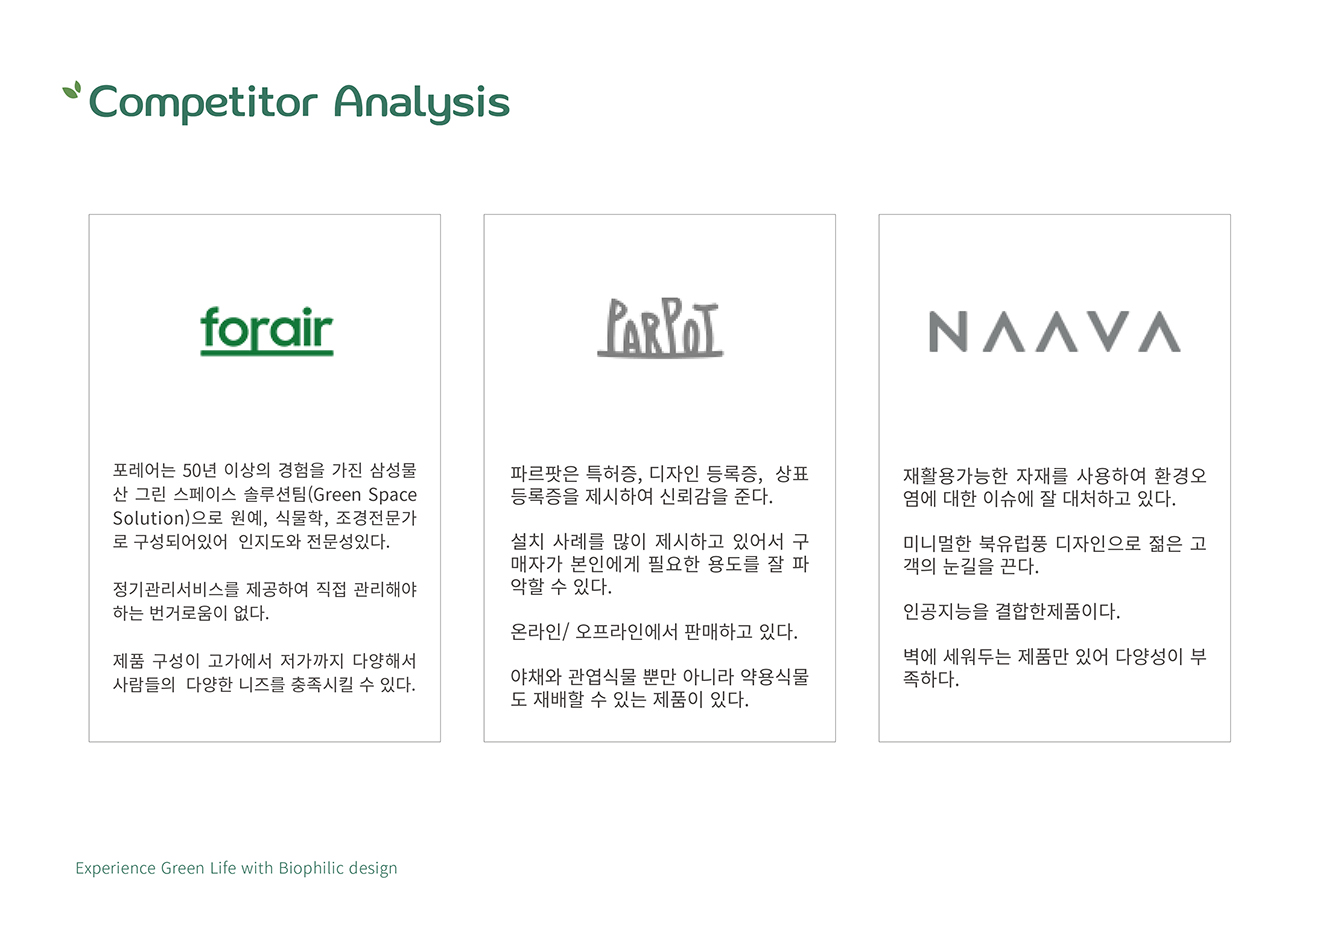 Competitor Analysis
forair
포레어는 50년 이상의 경험을 가진 삼성물
산 그린 스페이스 솔루션팀(Green Space
Solution)으로 원예, 식물학, 조경전문가
로 구성되어있어 인지도와 전문성있다.
정기관리서비스를 제공하여 직접 관리해야
하는 번거로움이 없다.
제품 구성이 고가에서 저가까지 다양해서
사람들의 다양한 니즈를 충족시킬 수 있다.
PARPOT
파르팟은 특허증, 디자인 등록증, 상표
등록증을 제시하여 신뢰감을 준다.
설치 사례를 많이 제시하고 있어서 구
매자가 본인에게 필요한 용도를 잘 파
악할 수 있다.
온라인/ 오프라인에서 판매하고 있다.
야채와 관엽식물 뿐만 아니라 약용식물
도 재배할 수 있는 제품이 있다.
NAAVA
재활용가능한 자재를 사용하여 환경오
염에 대한 이슈에 잘 대처하고 있다.
미니멀한 북유럽풍 디자인으로 젊은 고
객의 눈길을 끈다.
인공지능을 결합한제품이다.
벽에 세워두는 제품만 있어 다양성이 부
족하다.
Experience Green Life with Biophilic design